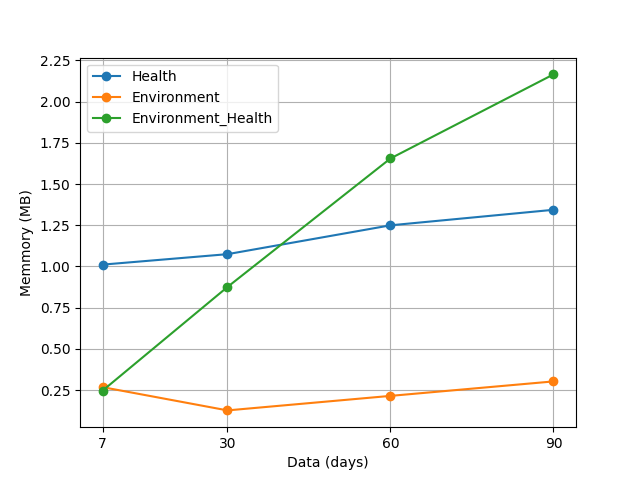 2.25
2.00
1.75
1.50
1.25
1.00
0.75
0.50
0.25
Memmory (MB)
Health
Environment
Environment_Health
7
30
60
90
Data (days)